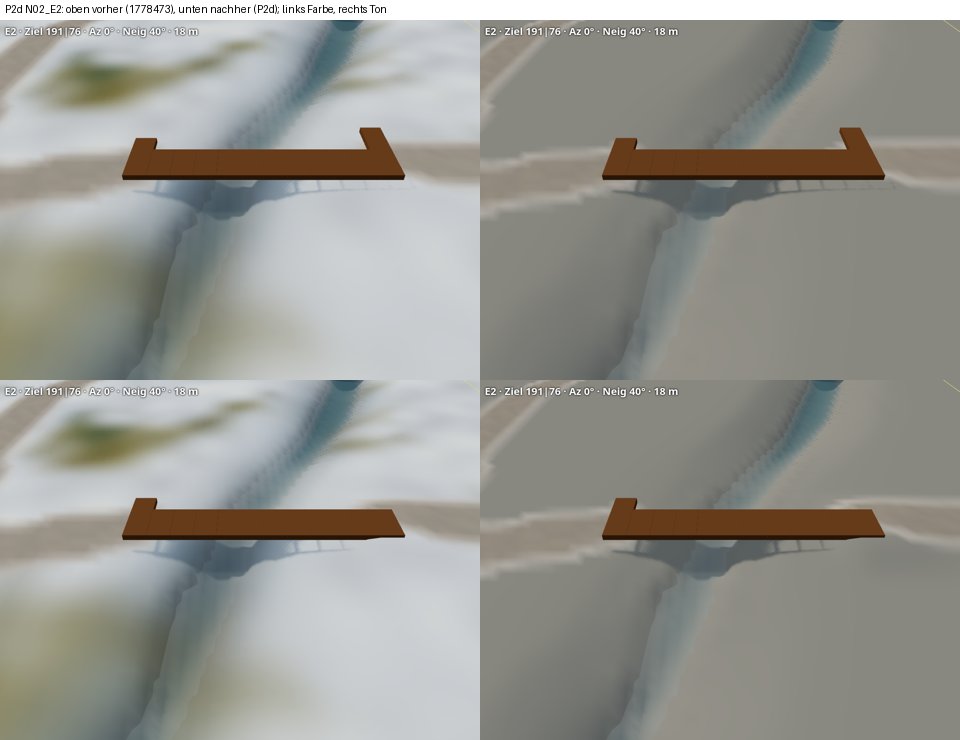 P2d N02_E2: oben vorher (1778473), unten nachher (P2d); links Farbe, rechts Ton
E2 · Ziel 191|76 · Az 0° · Neig 40° · 18 m
E2 · Ziel 191|76 · Az 0° · Neig 40° · 18 m
E2 · Ziel 191|76 · Az 0° · Neig 40° · 18 m
E2 · Ziel 191|76 · Az 0° · Neig 40° · 18 m